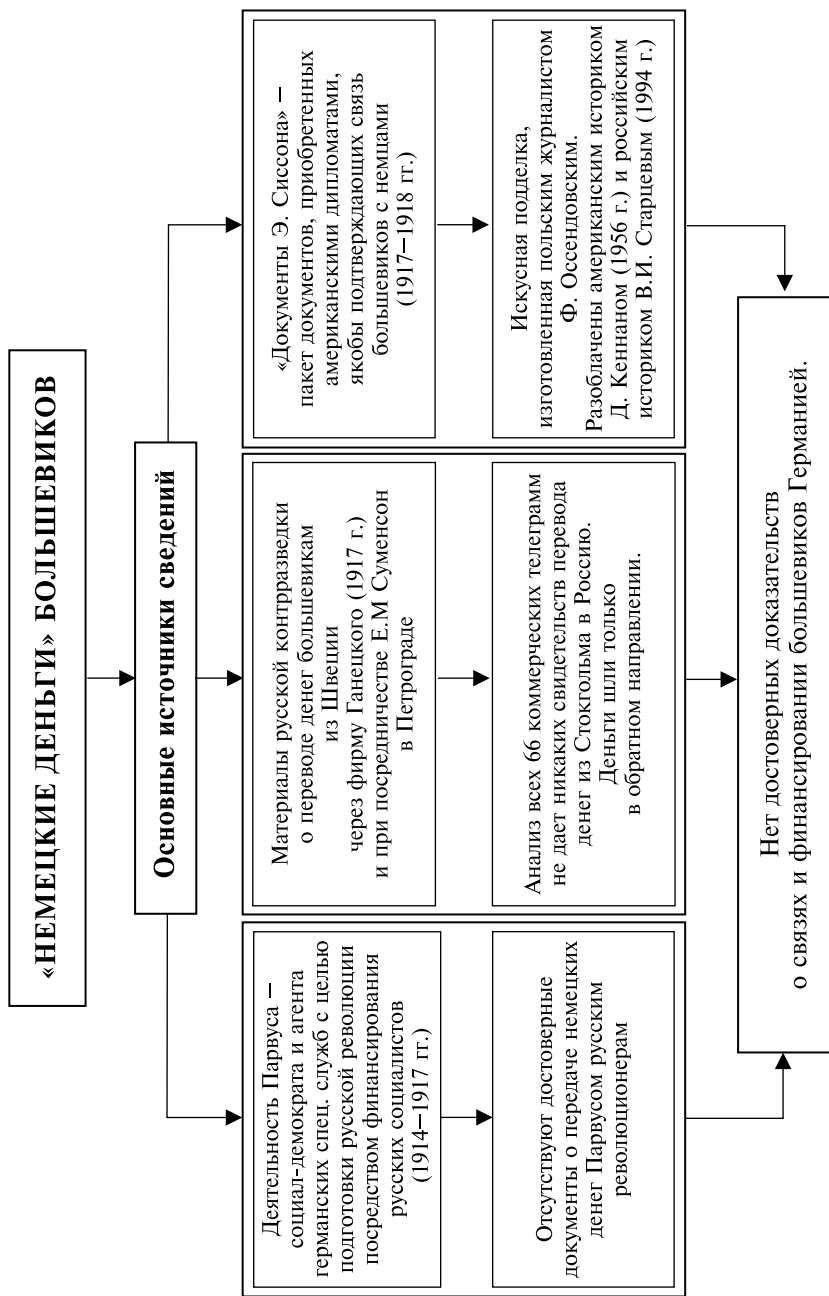 «НЕМЕЦКИЕ ДЕНЬГИ» БОЛЬШЕВИКОВ
Основные источники сведений
Деятельность Парвуса –
социал-демократа и агента
германских спец. служб с целью
подготовки русской революции
посредством финансирования
русских социалистов
(1914–1917 гг.)
Отсутствуют достоверные
документы о передаче немецких
денег Парвусом русским
революционерам
Материалы русской контрразведки
о переводе денег большевикам
из Швеции
через фирму Ганецкого (1917 г.)
и при посредничестве Е.М Суменсон
в Петрограде
Анализ всех 66 коммерческих телеграмм
не дает никаких свидетельств перевода
денег из Стокгольма в Россию.
Деньги шли только
в обратном направлении.
«Документы Э. Сиссона» –
пакет документов, приобретенных
американскими дипломатами,
якобы подтверждающих связь
большевиков с немцами
(1917–1918 гг.)
Искусная подделка,
изготовленная польским журналистом
Ф. Оссендовским.
Разоблачены американским историком
Д. Кеннаном (1956 г.) и российским
историком В.И. Старцевым (1994 г.)
Нет достоверных доказательств
о связях и финансировании большевиков Германией.